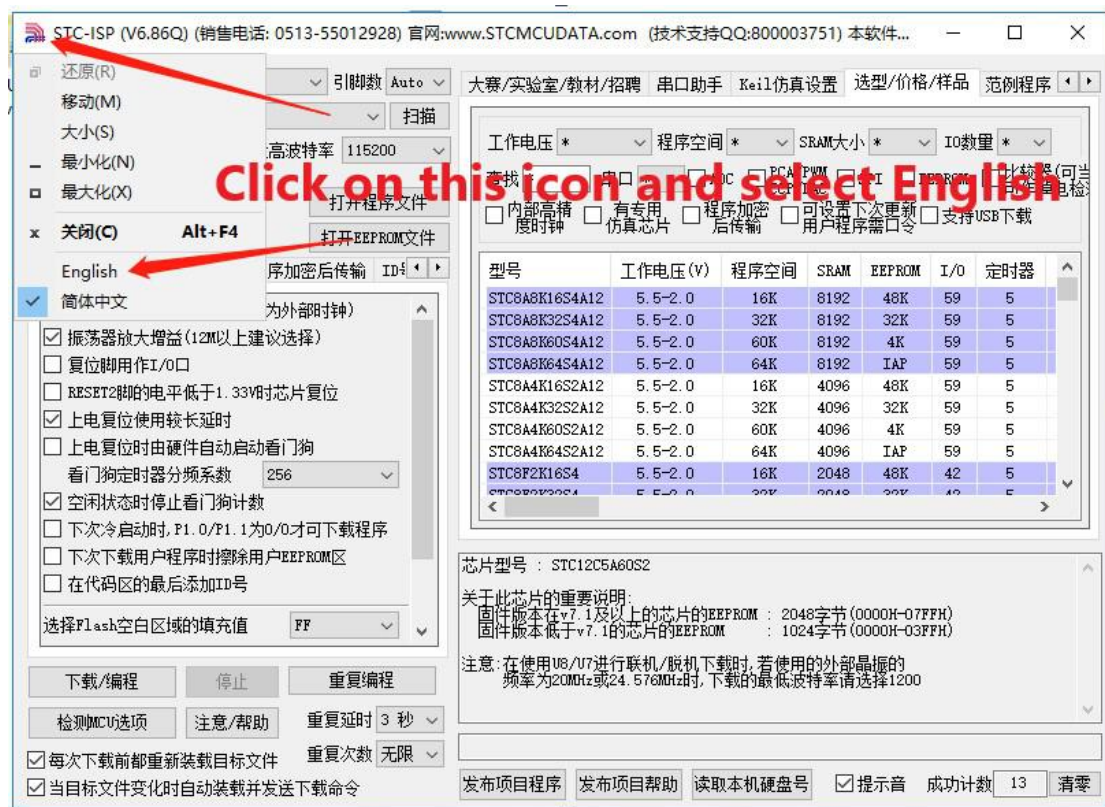 STC-ISP (V6.86Q) (销售电话: 0513-55012928) 官网:www.STCMCUDATA.com (技术支持QQ:800003751) 本软件...
还原(R)
移动(M)
大小(S)
最小化(N)
最大化(X)
关闭(C) Alt+F4
English
简体中文
引脚数 Auto
扫描
高波特率 115200
打开程序文件
打开EEPROM文件
序加密后传输
Click on this icon and select English
为外部时钟)
振荡器放大增益(12M以上建议选择)
复位脚用作I/O口
RESET2脚的电平低于1.33V时芯片复位
上电复位使用较长延时
上电复位时由硬件自动启动看门狗
看门狗定时器分频系数 256
空闲状态时停止看门狗计数
下次冷启动时,P1.0/P1.1为0/0才可下载程序
下次下载用户程序时擦除用户EEPROM区
在代码区的最后添加ID号
选择Flash空白区域的填充值 FF
下载/编程 停止 重复编程
检测MCU选项 注意/帮助 重复延时 3 秒
每次下载前都重新装载目标文件 重复次数 无限
当目标文件变化时自动装载并发送下载命令
大赛/实验室/教材/招聘 串口助手 Keil仿真设置 选型/价格/样品 范例程序
工作电压 * 程序空间 * SRAM大小 * IO数量 *
内部高精度时钟 有专用仿真芯片 程序加密后传输 可设置下次更新用户程序需口令 支持USB下载
型号 工作电压(V) 程序空间 SRAM EEPROM I/O 定时器
STC8A8K16S4A12 5.5-2.0 16K 8192 48K 59 5
STC8A8K32S4A12 5.5-2.0 32K 8192 32K 59 5
STC8A8K60S4A12 5.5-2.0 60K 8192 4K 59 5
STC8A8K64S4A12 5.5-2.0 64K 8192 IAP 59 5
STC8A4K16S2A12 5.5-2.0 16K 4096 48K 59 5
STC8A4K32S2A12 5.5-2.0 32K 4096 32K 59 5
STC8A4K60S2A12 5.5-2.0 60K 4096 4K 59 5
STC8A4K64S2A12 5.5-2.0 64K 4096 IAP 59 5
STC8F2K16S4 5.5-2.0 16K 2048 48K 42 5
芯片型号 : STC12C5A60S2
关于此芯片的重要说明:
固件版本在v7.1及以上的芯片的EEPROM : 2048字节(0000H-07FFH)
固件版本低于v7.1的芯片的EEPROM : 1024字节(0000H-03FFH)
注意:在使用U8/U7进行联机/脱机下载时,若使用的外部晶振的
频率为20MHz或24.576MHz时,下载的最低波特率请选择1200
发布项目程序 发布项目帮助 读取本机硬盘号 提示音 成功计数 13 清零